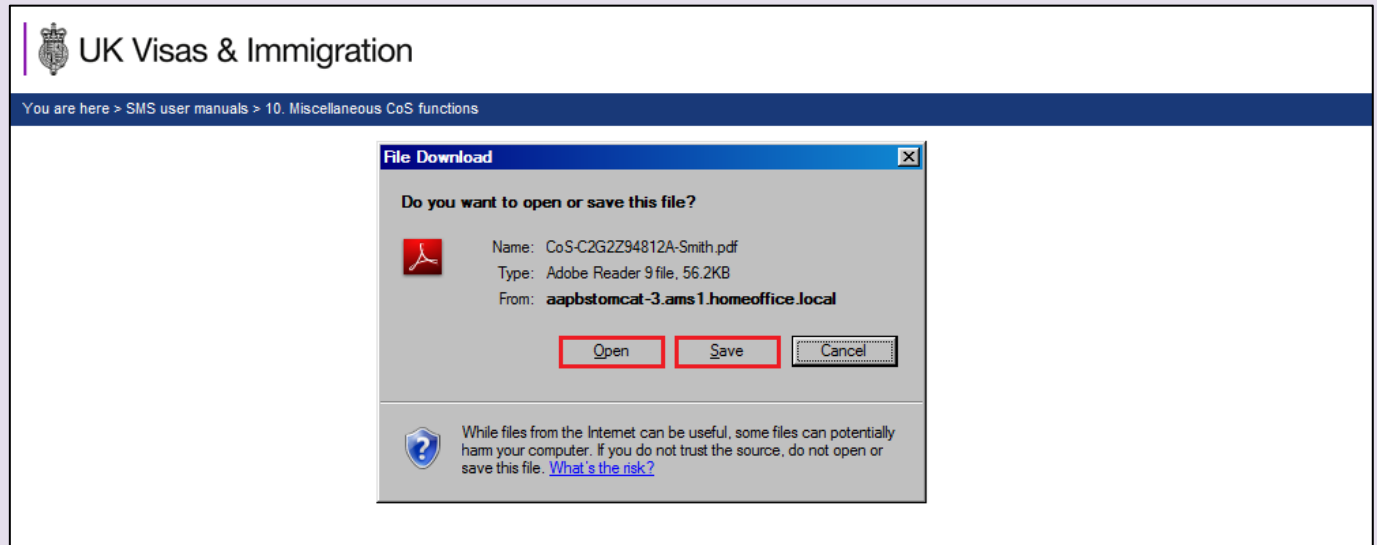 UK Visas & Immigration
You are here > SMS user manuals > 10. Miscellaneous CoS functions
File Download
Do you want to open or save this file?
Name: CoS-C2G2Z94812A-Smith.pdf
Type: Adobe Reader 9 file, 56.2KB
From: aapbstomcat-3.ams1.homeoffice.local
Open Save Cancel
While files from the Internet can be useful, some files can potentially
harm your computer. If you do not trust the source, do not open or
save this file. What's the risk?